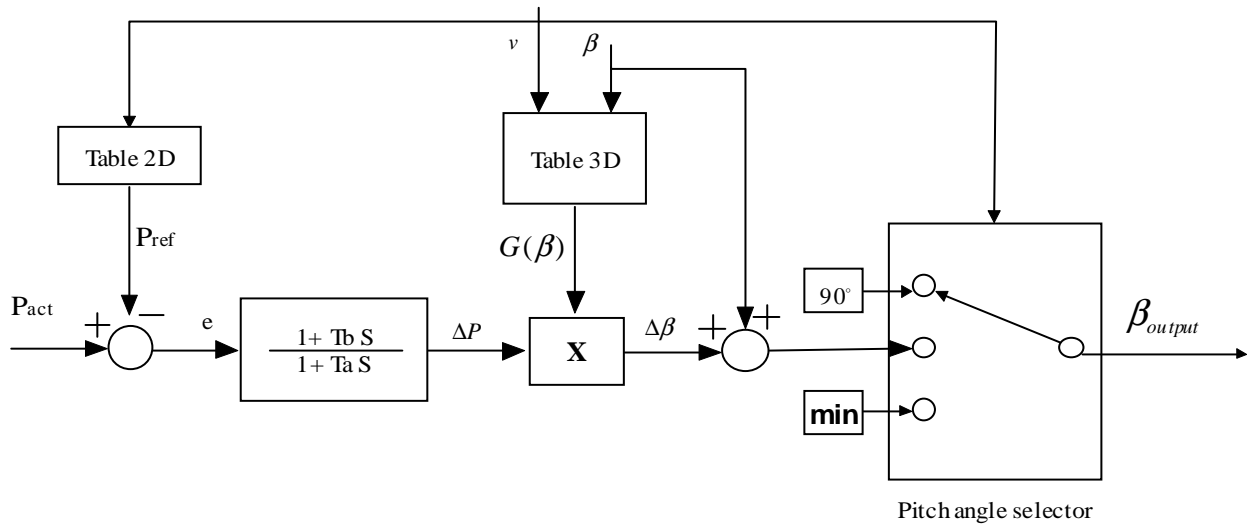 v
β
Table 2D
Table 3D
Pref
G(β)
Pact
+
−
e
1+ Tb S
1+ Ta S
ΔP
X
Δβ
+
+
90°
min
βoutput
Pitch angle selector